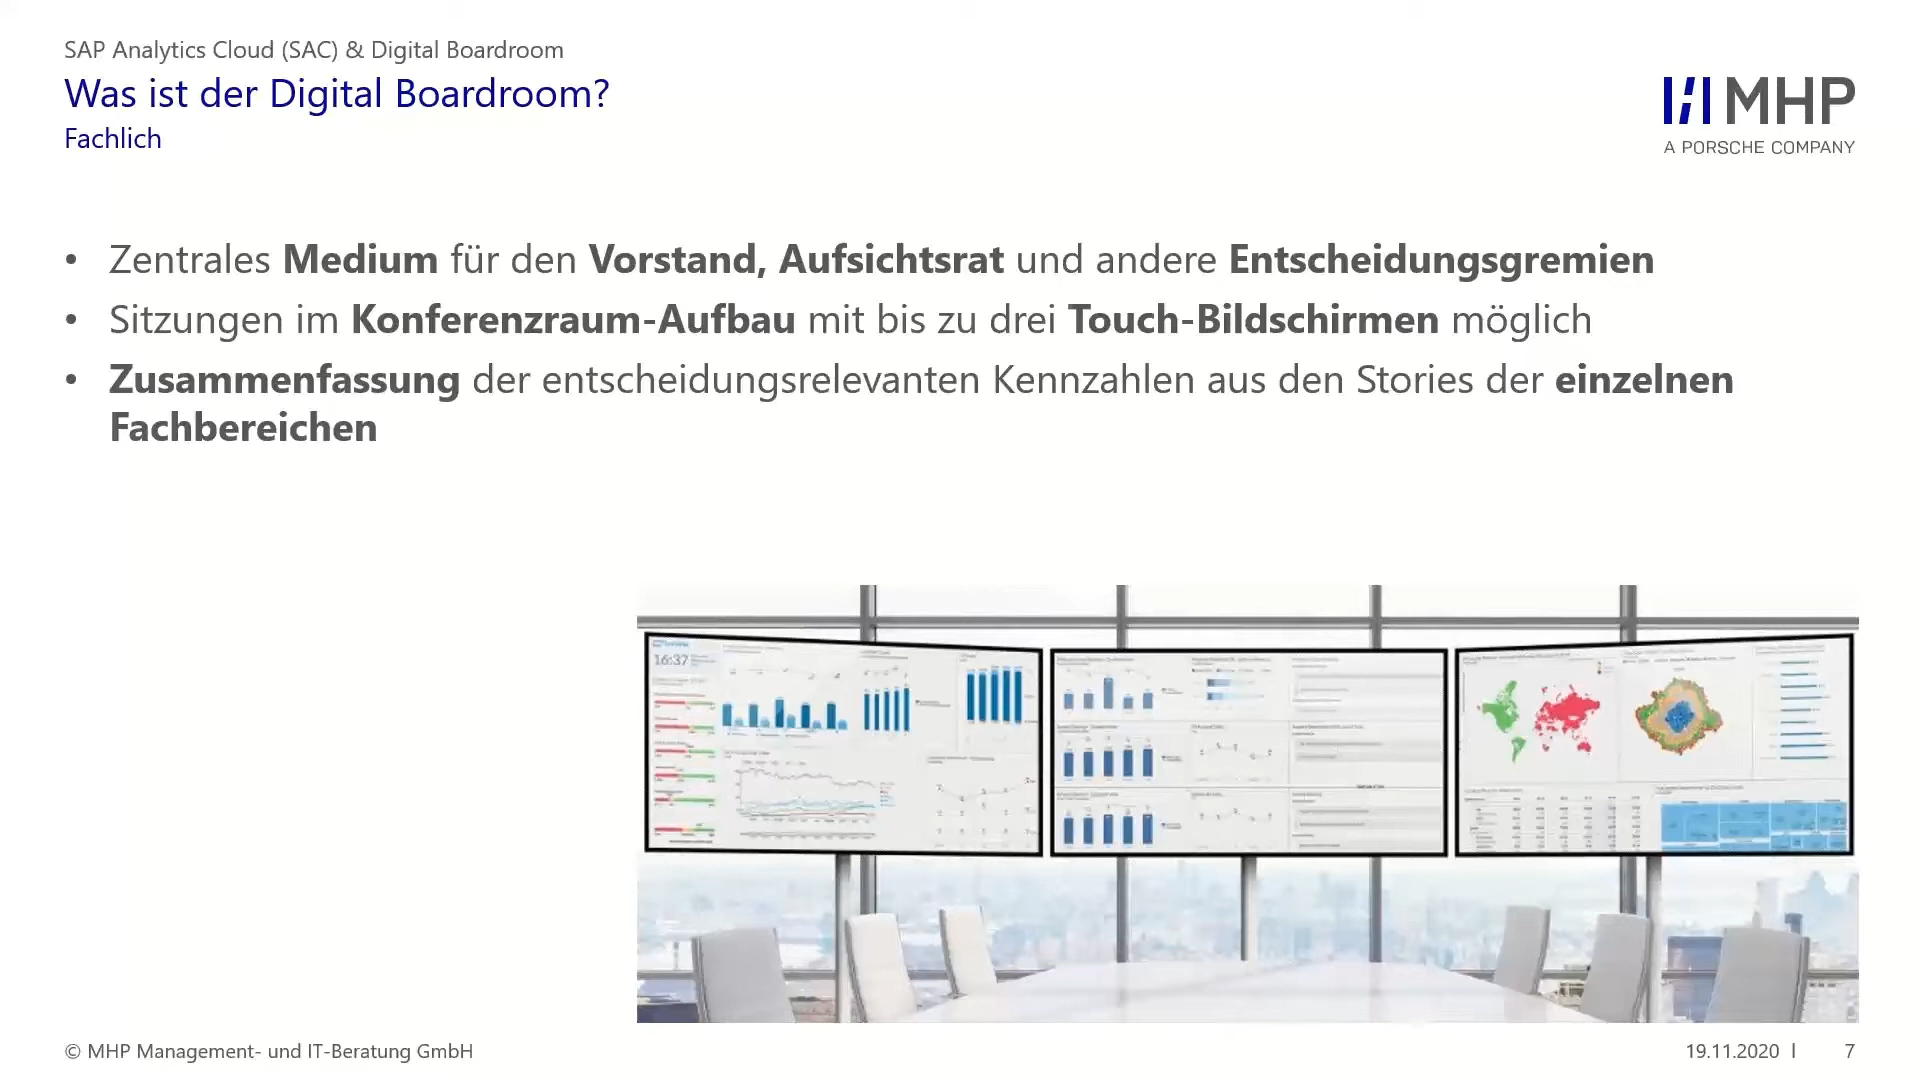 SAP Analytics Cloud (SAC) & Digital Boardroom
Was ist der Digital Boardroom?
Fachlich
MHP
A PORSCHE COMPANY
• Zentrales Medium für den Vorstand, Aufsichtsrat und andere Entscheidungsgremien
• Sitzungen im Konferenzraum-Aufbau mit bis zu drei Touch-Bildschirmen möglich
• Zusammenfassung der entscheidungsrelevanten Kennzahlen aus den Stories der einzelnen
Fachbereichen
16:37
© MHP Management- und IT-Beratung GmbH
19.11.2020 | 7